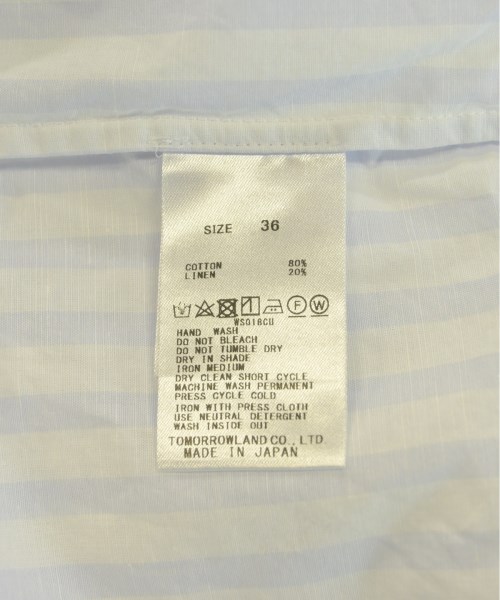 SIZE 36
COTTON 80%
LINEN 20%
F W
WS018CU
HAND WASH
DO NOT BLEACH
DO NOT TUMBLE DRY
DRY IN SHADE
IRON MEDIUM
DRY CLEAN SHORT CYCLE
MACHINE WASH PERMANENT
PRESS CYCLE COLD
IRON WITH PRESS CLOTH
USE NEUTRAL DETERGENT
WASH INSIDE OUT
TOMORROWLAND CO., LTD.
MADE IN JAPAN